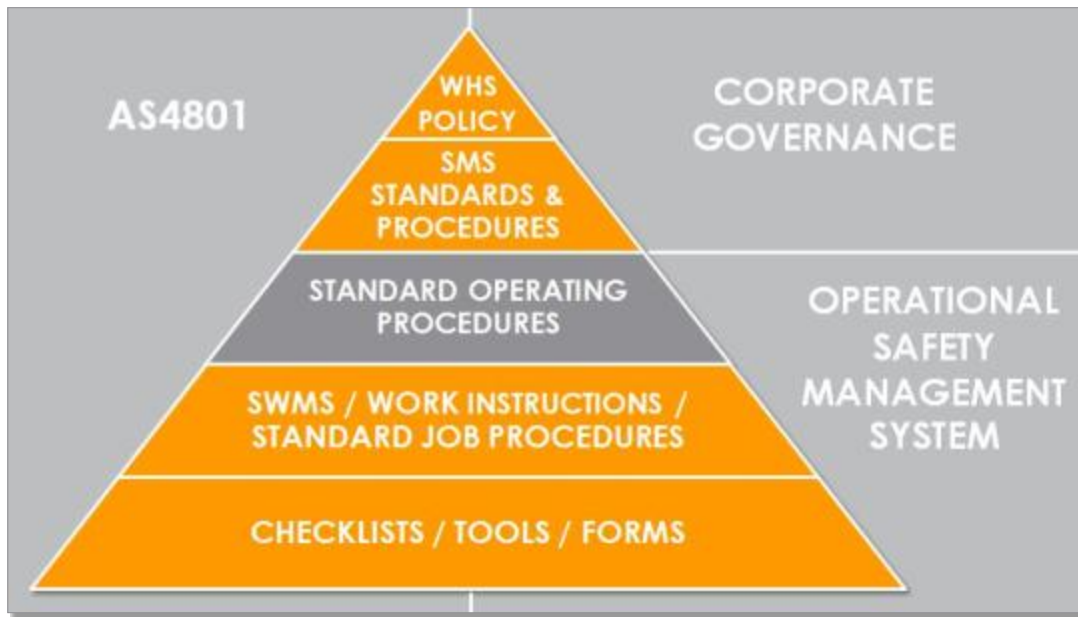 AS4801
WHS
POLICY
SMS
STANDARDS &
PROCEDURES
STANDARD OPERATING
PROCEDURES
SWMS / WORK INSTRUCTIONS /
STANDARD JOB PROCEDURES
CHECKLISTS / TOOLS / FORMS
CORPORATE
GOVERNANCE
OPERATIONAL
SAFETY
MANAGEMENT
SYSTEM